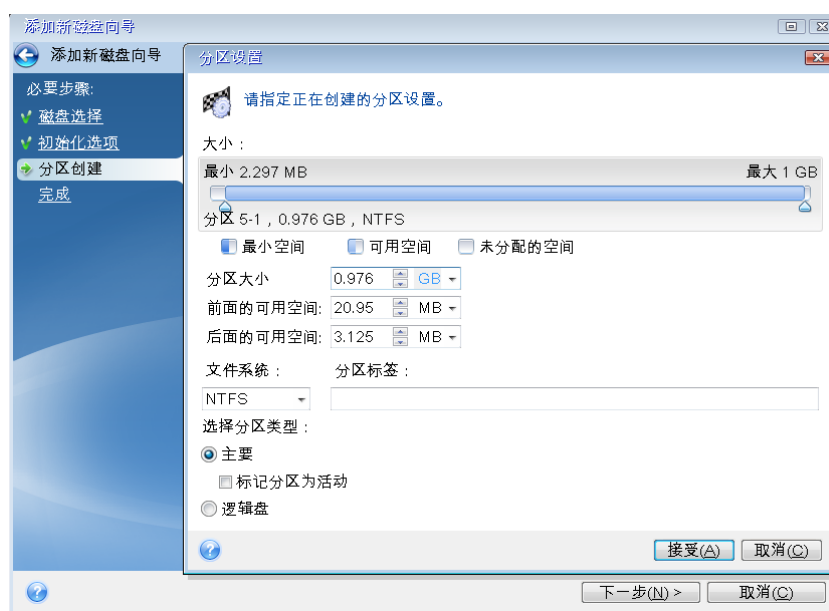 添加新磁盘向导
添加新磁盘向导
必要步骤:
磁盘选择
初始化选项
分区创建
完成
分区设置
请指定正在创建的分区设置。
大小：
最小 2.297 MB 最大 1 GB
分区 5-1 , 0.976 GB , NTFS
最小空间 可用空间 未分配的空间
分区大小 0.976 GB
前面的可用空间: 20.95 MB
后面的可用空间: 3.125 MB
文件系统： 分区标签：
NTFS
选择分区类型：
主要
标记分区为活动
逻辑盘
接受(A) 取消(C)
下一步(N) > 取消(C)